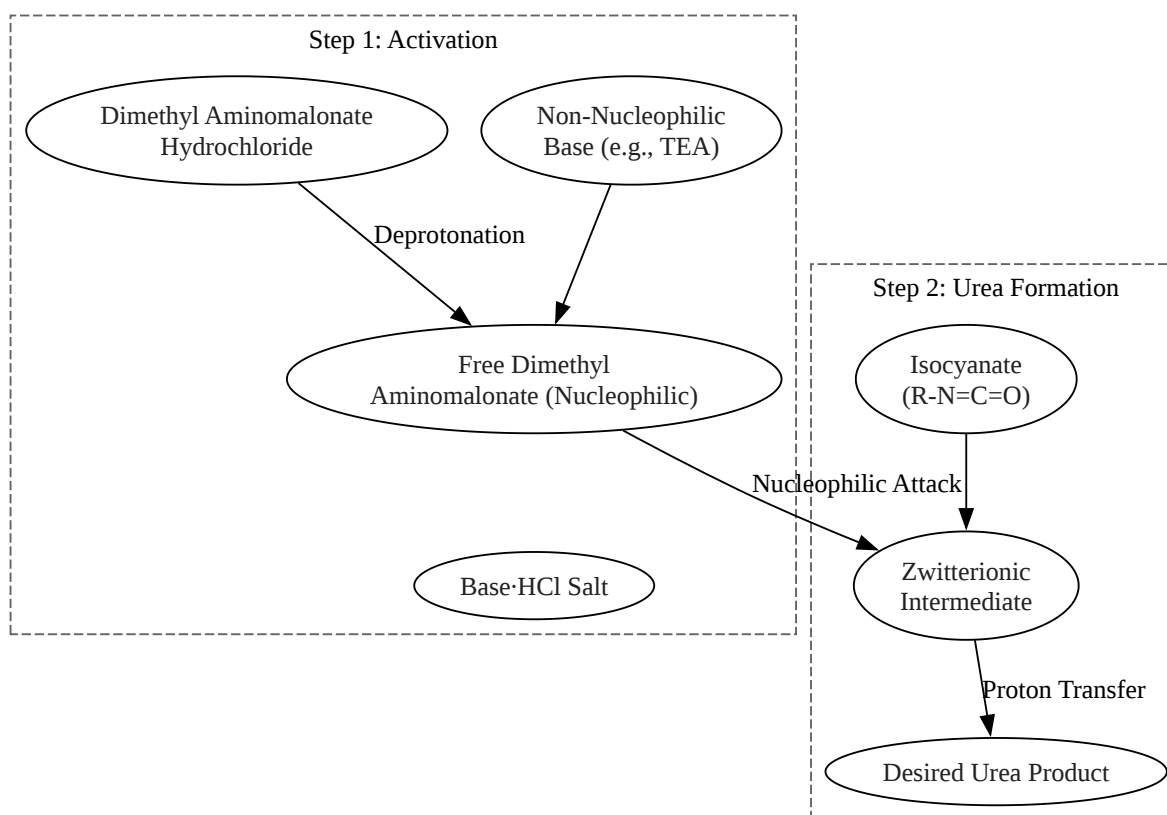 Step 1: Activation
Dimethyl Aminomalonate
Hydrochloride
Non-Nucleophilic
Base (e.g., TEA)
Deprotonation
Free Dimethyl
Aminomalonate (Nucleophilic)
Base·HCl Salt
Step 2: Urea Formation
Isocyanate
(R-N=C=O)
Nucleophilic Attack
Zwitterionic
Intermediate
Proton Transfer
Desired Urea Product